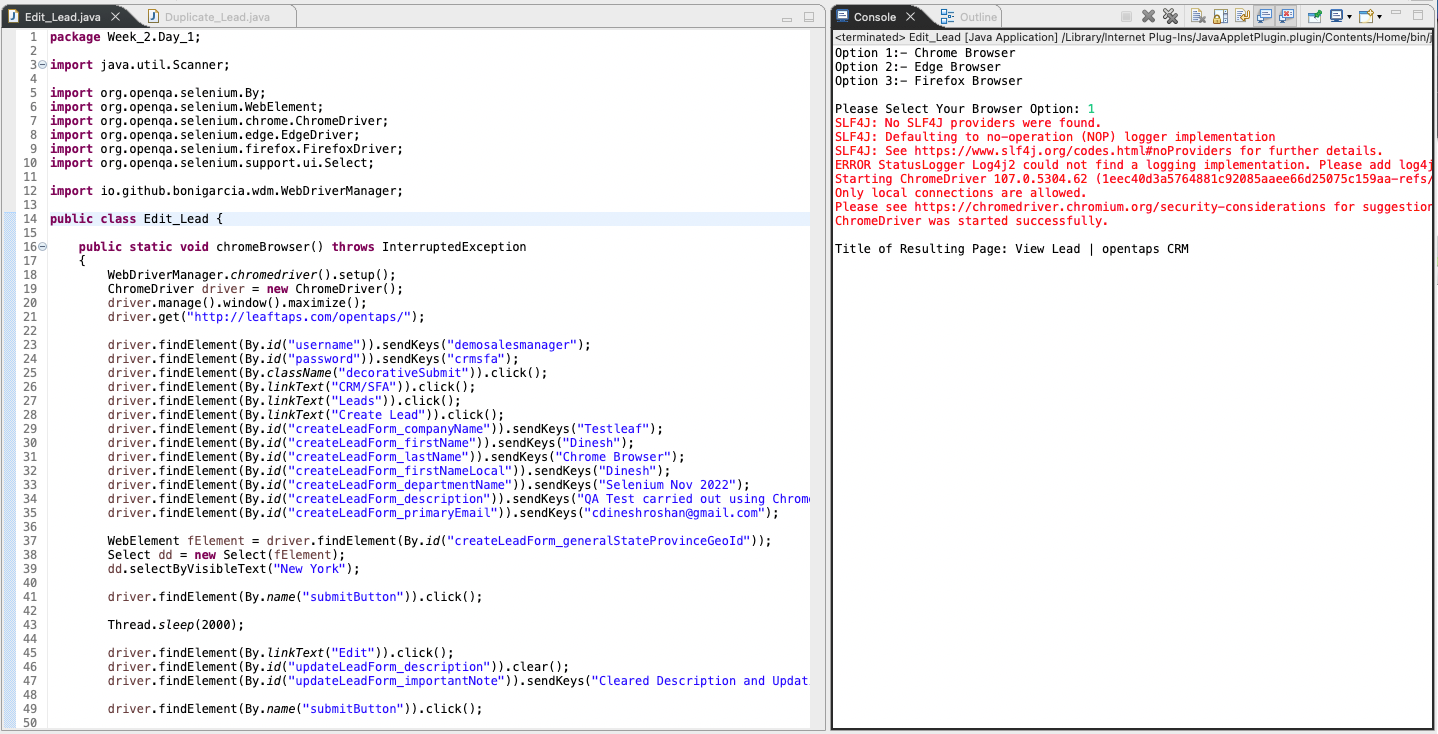 Edit_Lead.java
Duplicate_Lead.java
1 package Week_2.Day_1;
2
3 import java.util.Scanner;
4
5 import org.openqa.selenium.By;
6 import org.openqa.selenium.WebElement;
7 import org.openqa.selenium.chrome.ChromeDriver;
8 import org.openqa.selenium.edge.EdgeDriver;
9 import org.openqa.selenium.firefox.FirefoxDriver;
10 import org.openqa.selenium.support.ui.Select;
11
12 import io.github.bonigarcia.wdm.WebDriverManager;
13
14 public class Edit_Lead {
15
16 public static void chromeBrowser() throws InterruptedException
17 {
18 WebDriverManager.chromedriver().setup();
19 ChromeDriver driver = new ChromeDriver();
20 driver.manage().window().maximize();
21 driver.get("http://leaftaps.com/opentaps/");
22
23 driver.findElement(By.id("username")).sendKeys("demosalesmanager");
24 driver.findElement(By.id("password")).sendKeys("crmsfa");
25 driver.findElement(By.className("decorativeSubmit")).click();
26 driver.findElement(By.linkText("CRM/SFA")).click();
27 driver.findElement(By.linkText("Leads")).click();
28 driver.findElement(By.linkText("Create Lead")).click();
29 driver.findElement(By.id("createLeadForm_companyName")).sendKeys("Testleaf");
30 driver.findElement(By.id("createLeadForm_firstName")).sendKeys("Dinesh");
31 driver.findElement(By.id("createLeadForm_lastName")).sendKeys("Chrome Browser");
32 driver.findElement(By.id("createLeadForm_firstNameLocal")).sendKeys("Dinesh");
33 driver.findElement(By.id("createLeadForm_departmentName")).sendKeys("Selenium Nov 2022");
34 driver.findElement(By.id("createLeadForm_description")).sendKeys("QA Test carried out using Chrom
35 driver.findElement(By.id("createLeadForm_primaryEmail")).sendKeys("cdineshroshan@gmail.com");
36
37 WebElement fElement = driver.findElement(By.id("createLeadForm_generalStateProvinceGeoId"));
38 Select dd = new Select(fElement);
39 dd.selectByVisibleText("New York");
40
41 driver.findElement(By.name("submitButton")).click();
42
43 Thread.sleep(2000);
44
45 driver.findElement(By.linkText("Edit")).click();
46 driver.findElement(By.id("updateLeadForm_description")).clear();
47 driver.findElement(By.id("updateLeadForm_importantNote")).sendKeys("Cleared Description and Updat
48
49 driver.findElement(By.name("submitButton")).click();
50
Console
Outline
<terminated> Edit_Lead [Java Application] /Library/Internet Plug-Ins/JavaAppletPlugin.plugin/Contents/Home/bin/j
Option 1:- Chrome Browser
Option 2:- Edge Browser
Option 3:- Firefox Browser
Please Select Your Browser Option: 1
SLF4J: No SLF4J providers were found.
SLF4J: Defaulting to no-operation (NOP) logger implementation
SLF4J: See https://www.slf4j.org/codes.html#noProviders for further details.
ERROR StatusLogger Log4j2 could not find a logging implementation. Please add log4j
Starting ChromeDriver 107.0.5304.62 (1eec40d3a5764881c92085aaee66d25075c159aa-refs/
Only local connections are allowed.
Please see https://chromedriver.chromium.org/security-considerations for suggestion
ChromeDriver was started successfully.
Title of Resulting Page: View Lead | opentaps CRM